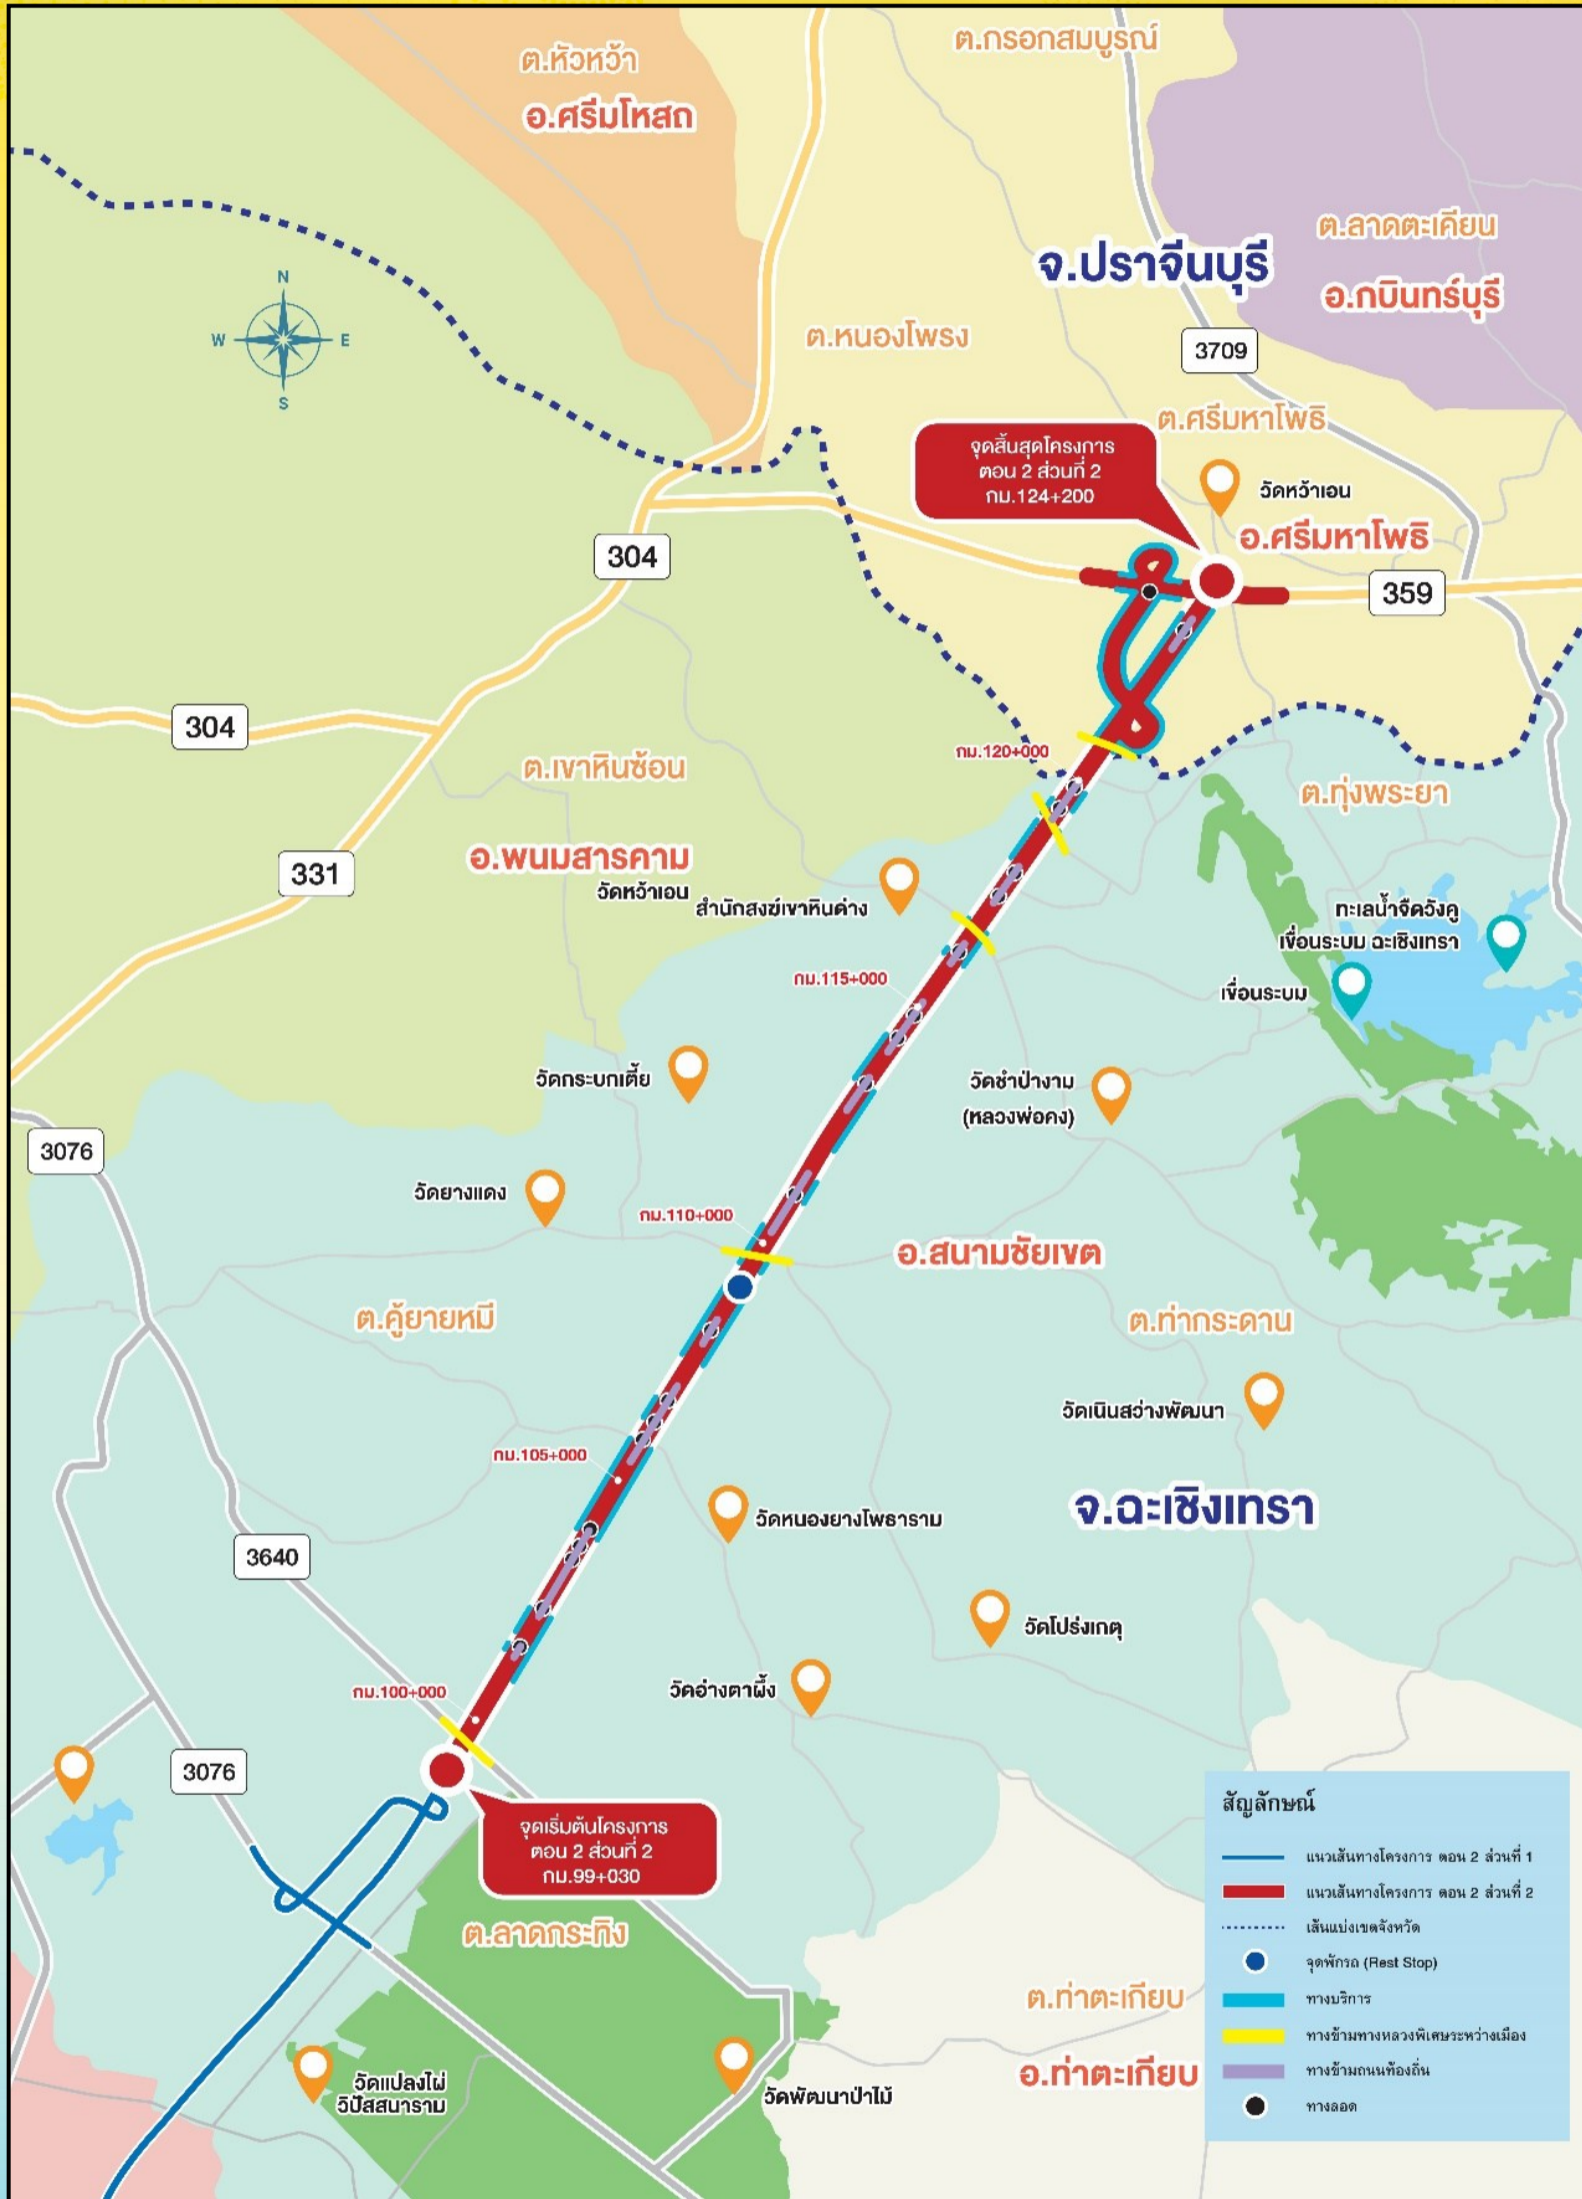 ต.หัวหว้า
อ.ศรีมโหสถ
ต.กรอกสมบูรณ์
ต.ลาดตะเคียน
อ.กบินทร์บุรี
จ.ปราจีนบุรี
ต.หนองโพรง
3709
N
W
E
S
ต.ศรีมหาโพธิ
จุดสิ้นสุดโครงการ
ตอน 2 ส่วนที่ 2
กม.124+200
วัดหว้าเอน
อ.ศรีมหาโพธิ
304
359
304
ต.เขาหินซ้อน
กม.120+000
ต.ทุ่งพระยา
331
อ.พนมสารคาม
วัดหว้าเอน
สำนักสงฆ์เขาหินด่าง
ทะเลน้ำจืดวังคู
เขื่อนระบม ฉะเชิงเทรา
กม.115+000
เขื่อนระบม
วัดกระบกเตี้ย
วัดชำป่างาม
(หลวงพ่อคง)
3076
วัดยางแดง
กม.110+000
อ.สนามชัยเขต
ต.คู้ยายหมี
ต.ท่ากระดาน
วัดเนินสว่างพัฒนา
กม.105+000
จ.ฉะเชิงเทรา
วัดหนองยางโพธาราม
3640
วัดโปร่งเกตุ
กม.100+000
วัดอ่างตาผึ้ง
3076
จุดเริ่มต้นโครงการ
ตอน 2 ส่วนที่ 2
กม.99+030
ต.ลาดกระทิง
ต.ท่าตะเกียบ
อ.ท่าตะเกียบ
วัดแปลงไผ่
วิปัสสนาราม
วัดพัฒนาป่าไม้
สัญลักษณ์
แนวเส้นทางโครงการ ตอน 2 ส่วนที่ 1
แนวเส้นทางโครงการ ตอน 2 ส่วนที่ 2
เส้นแบ่งเขตจังหวัด
จุดพักรถ (Rest Stop)
ทางบริการ
ทางข้ามทางหลวงพิเศษระหว่างเมือง
ทางข้ามถนนท้องถิ่น
ทางลอด